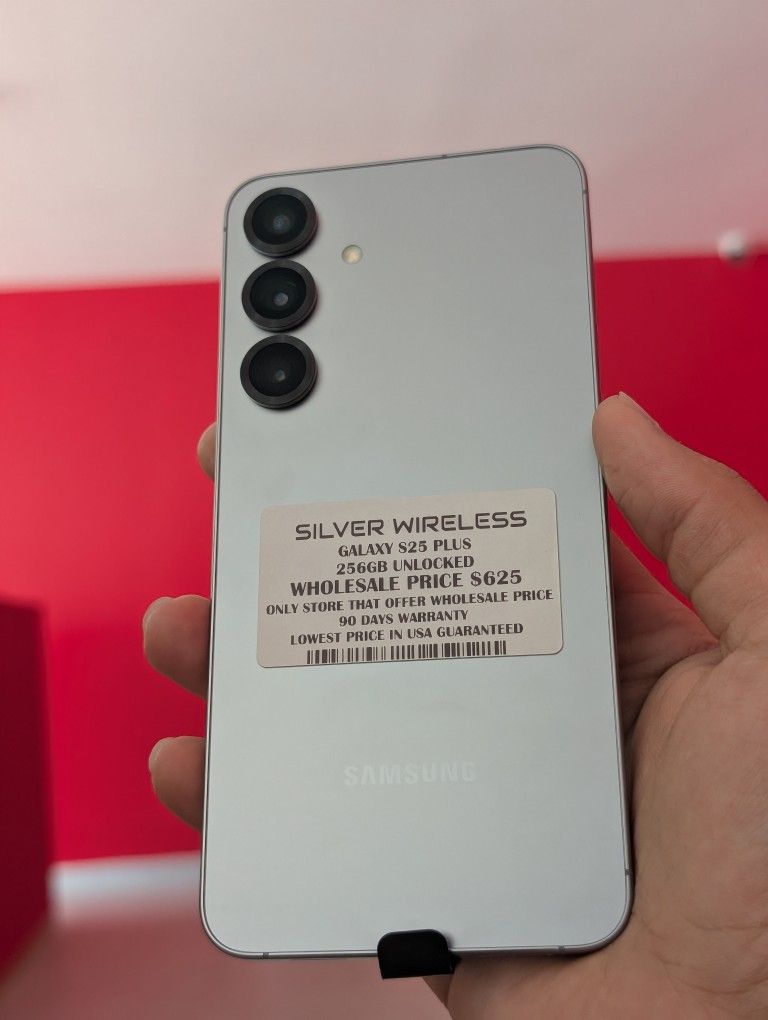 SILVER WIRELESS
GALAXY S25 PLUS
256GB UNLOCKED
WHOLESALE PRICE $625
ONLY STORE THAT OFFER WHOLESALE PRICE
90 DAYS WARRANTY
LOWEST PRICE IN USA GUARANTEED
SAMSUNG